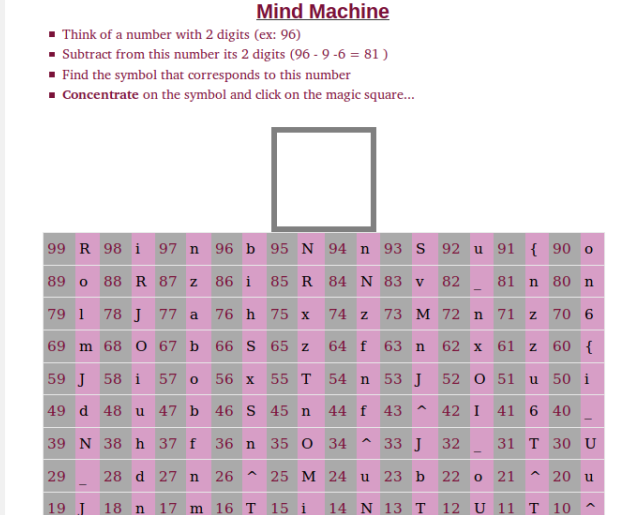 Mind Machine
Think of a number with 2 digits (ex: 96)
Subtract from this number its 2 digits (96 - 9 -6 = 81 )
Find the symbol that corresponds to this number
Concentrate on the symbol and click on the magic square...
99 R 98 i 97 n 96 b 95 N 94 n 93 S 92 u 91 { 90 o
89 o 88 R 87 z 86 i 85 R 84 N 83 v 82 _ 81 n 80 n
79 l 78 J 77 a 76 h 75 x 74 z 73 M 72 n 71 z 70 6
69 m 68 O 67 b 66 S 65 z 64 f 63 n 62 x 61 z 60 {
59 J 58 i 57 o 56 x 55 T 54 n 53 J 52 O 51 u 50 i
49 d 48 u 47 b 46 S 45 n 44 f 43 ^ 42 I 41 6 40 _
39 N 38 h 37 f 36 n 35 O 34 ^ 33 J 32 _ 31 T 30 U
29 _ 28 d 27 n 26 ^ 25 M 24 u 23 b 22 o 21 ^ 20 u
19 J 18 n 17 m 16 T 15 i 14 N 13 T 12 U 11 T 10 ^